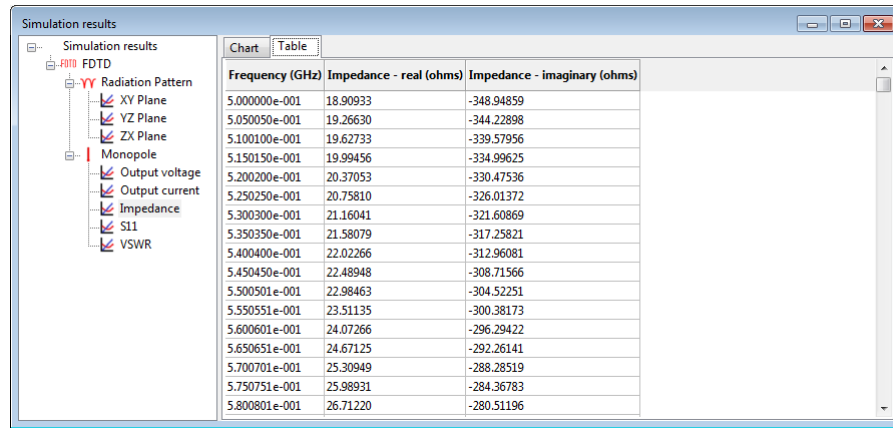 Simulation results
Simulation results
FDTD FDTD
Radiation Pattern
XY Plane
YZ Plane
ZX Plane
Monopole
Output voltage
Output current
Impedance
S11
VSWR
Chart Table
Frequency (GHz) Impedance - real (ohms) Impedance - imaginary (ohms)
5.000000e-001 18.90933 -348.94859
5.050050e-001 19.26630 -344.22898
5.100100e-001 19.62733 -339.57956
5.150150e-001 19.99456 -334.99625
5.200200e-001 20.37053 -330.47536
5.250250e-001 20.75810 -326.01372
5.300300e-001 21.16041 -321.60869
5.350350e-001 21.58079 -317.25821
5.400400e-001 22.02266 -312.96081
5.450450e-001 22.48948 -308.71566
5.500501e-001 22.98463 -304.52251
5.550551e-001 23.51135 -300.38173
5.600601e-001 24.07266 -296.29422
5.650651e-001 24.67125 -292.26141
5.700701e-001 25.30949 -288.28519
5.750751e-001 25.98931 -284.36783
5.800801e-001 26.71220 -280.51196